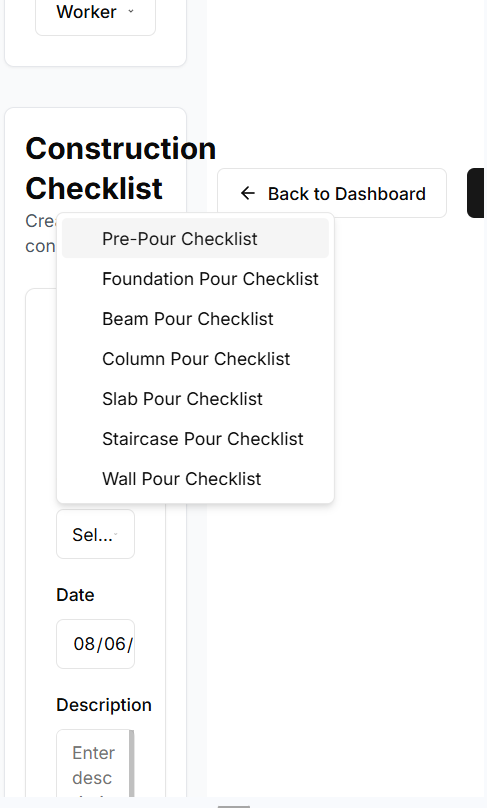 Worker
Construction
Checklist
Back to Dashboard
Cre
con
Pre-Pour Checklist
Foundation Pour Checklist
Beam Pour Checklist
Column Pour Checklist
Slab Pour Checklist
Staircase Pour Checklist
Wall Pour Checklist
Sel...
Date
08/06/
Description
Enter
desc